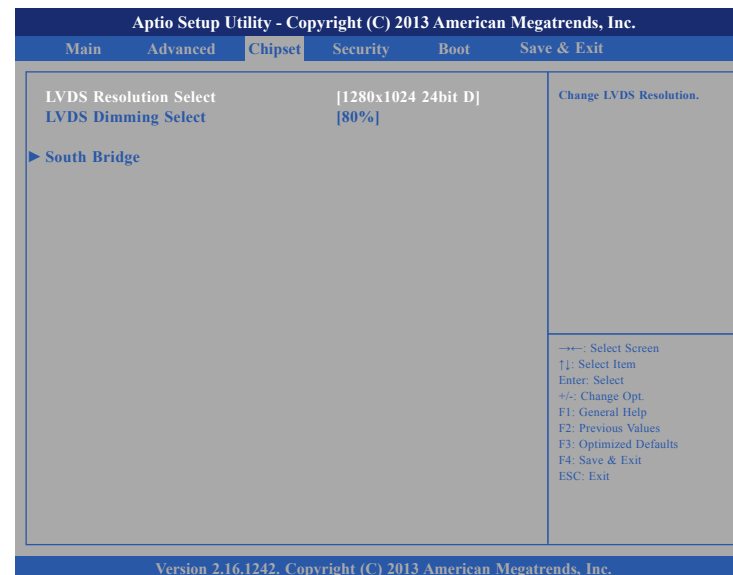 Aptio Setup Utility - Copyright (C) 2013 American Megatrends, Inc.
Main Advanced Chipset Security Boot Save & Exit
LVDS Resolution Select [1280x1024 24bit D]
LVDS Dimming Select [80%]
► South Bridge
Change LVDS Resolution.
→←: Select Screen
↑↓: Select Item
Enter: Select
+/-: Change Opt.
F1: General Help
F2: Previous Values
F3: Optimized Defaults
F4: Save & Exit
ESC: Exit
Version 2.16.1242. Copyright (C) 2013 American Megatrends, Inc.